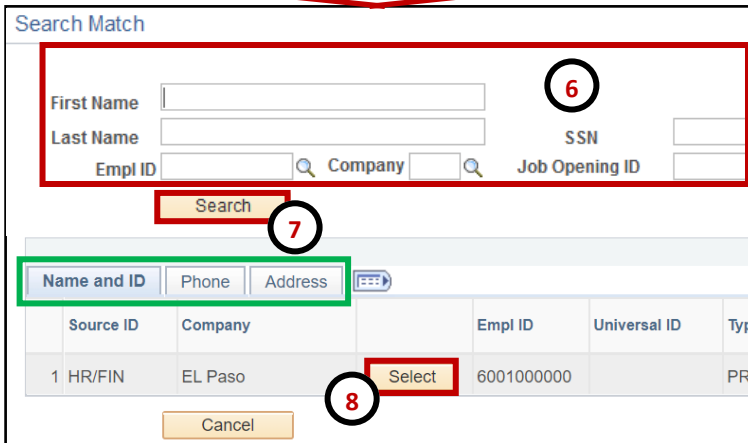 Search Match
6
First Name
Last Name SSN
Empl ID Company Job Opening ID
Search
7
Name and ID Phone Address
Source ID Company Empl ID Universal ID
1 HR/FIN EL Paso Select 6001000000 PR
8
Cancel